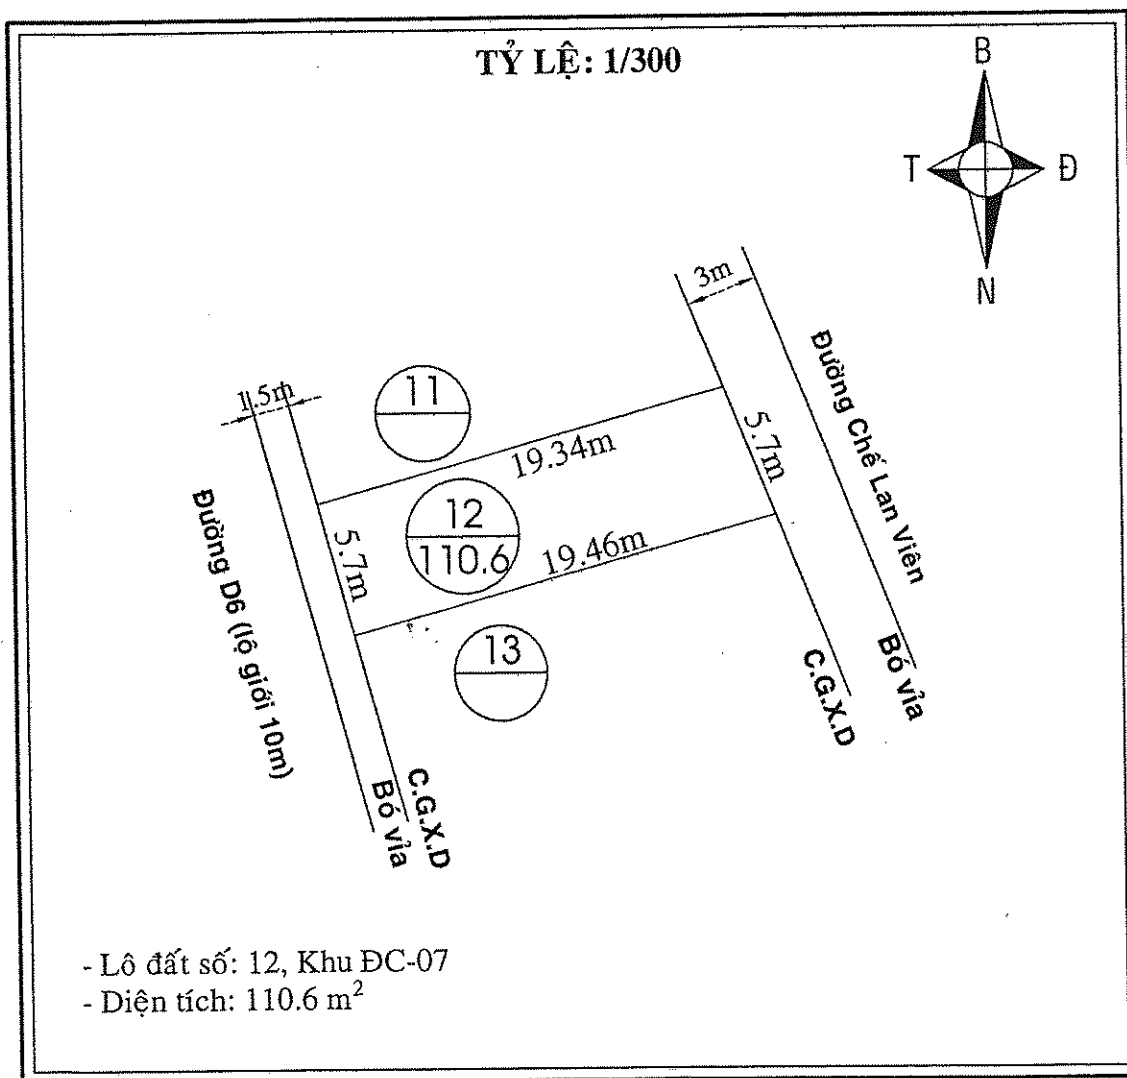 TỶ LỆ: 1/300
B
T
Đ
N
3m
1.5m
11
19.34m
5.7m
Đường Chế Lan Viên
12
110.6
5.7m
19.46m
Đường D6 (lộ giới 10m)
13
C.G.X.D
Bó vỉa
C.G.X.D
Bó vỉa
- Lô đất số: 12, Khu ĐC-07
- Diện tích: 110.6 m²